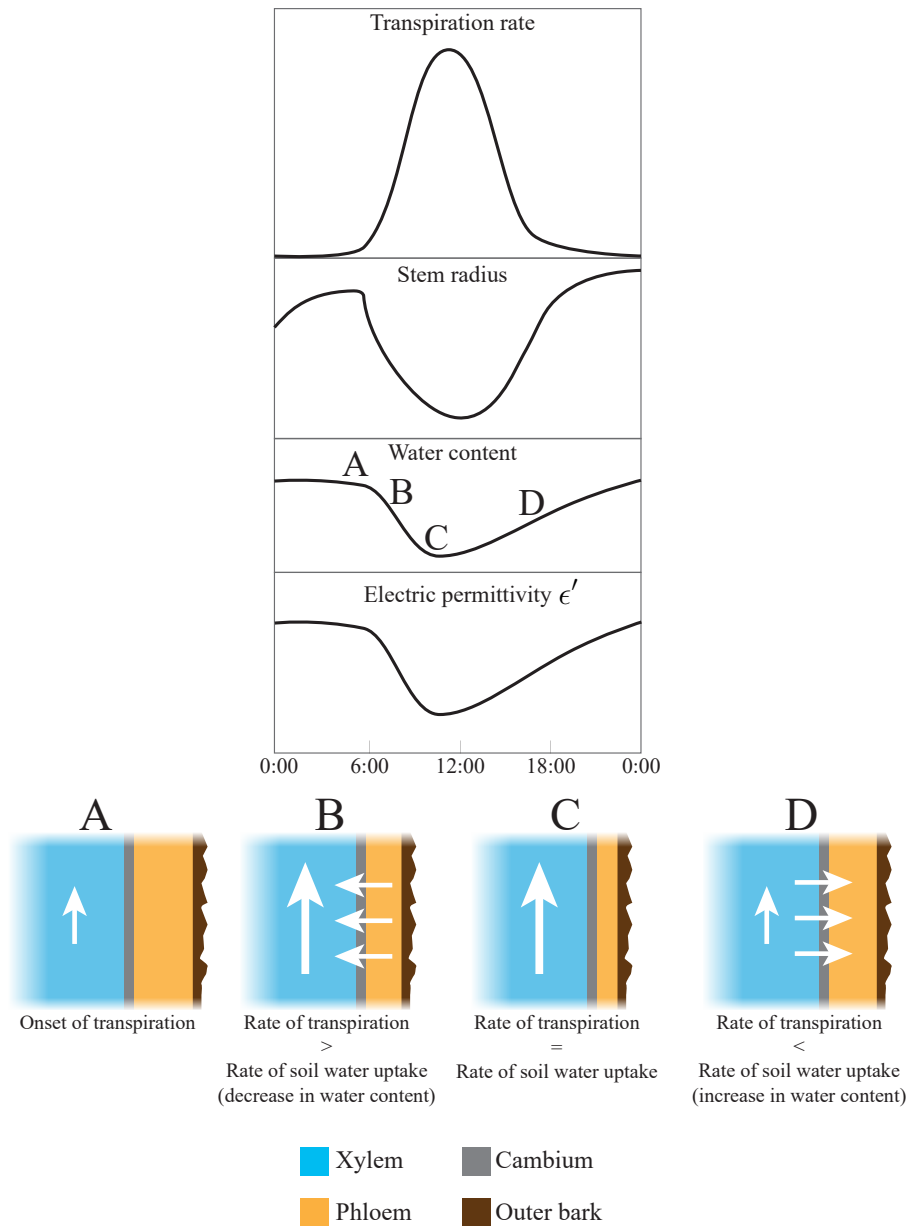 Transpiration rate
Stem radius
Water content
A
B
C
D
Electric permittivity ϵ′
0:00 6:00 12:00 18:00 0:00
A B C D
Onset of transpiration
Rate of transpiration
>
Rate of soil water uptake
(decrease in water content)
Rate of transpiration
=
Rate of soil water uptake
Rate of transpiration
<
Rate of soil water uptake
(increase in water content)
Xylem
Cambium
Phloem
Outer bark